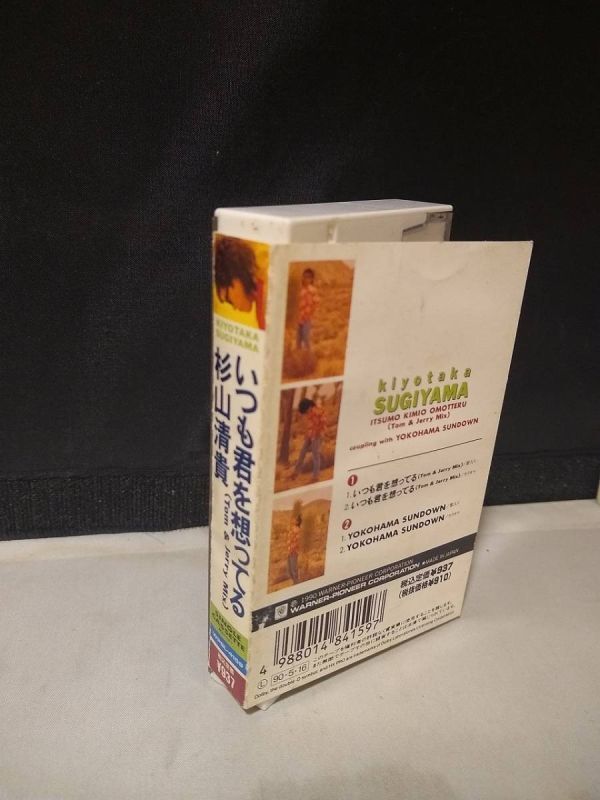 KIYOTAKA
SUGIYAMA
いつも君を想ってる
杉山清貴
(Tom & Jerry Mix)
¥937
kiyotaka
SUGIYAMA
ITSUMO KIMIO OMOTTERU
(Tom & Jerry Mix)
coupling with YOKOHAMA SUNDOWN
1
1. いつも君を想ってる (Tom & Jerry Mix)
2. いつも君を想ってる (Tom & Jerry Mix)
2
1. YOKOHAMA SUNDOWN
2. YOKOHAMA SUNDOWN
℗ 1990 WARNER-PIONEER CORPORATION
WARNER-PIONEER CORPORATION ●MADE IN JAPAN
税込定価¥937
(税抜価格¥910)
4 988014 841597
Ⓛ 90-5-16